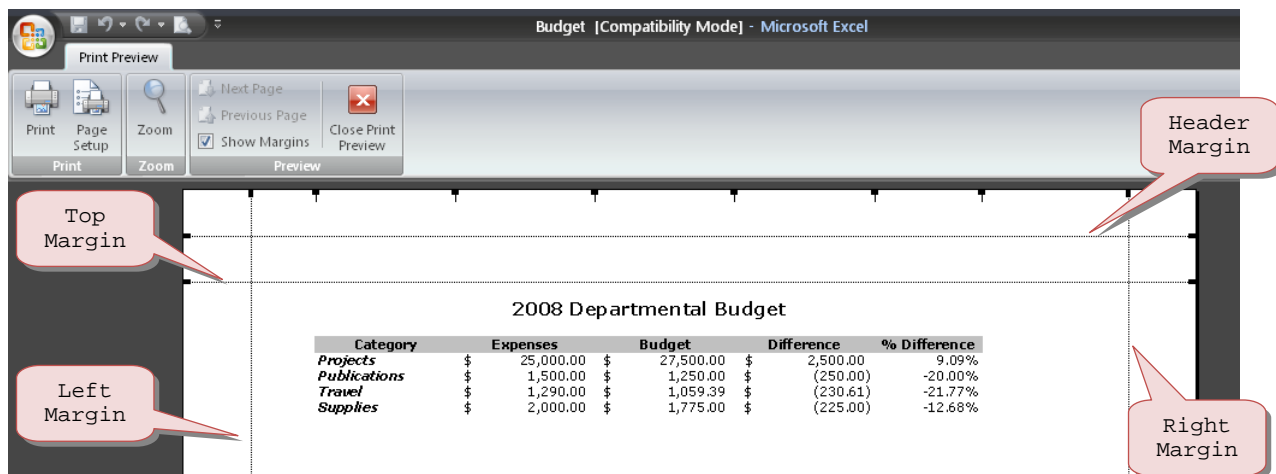 Budget [Compatibility Mode] - Microsoft Excel
Print Preview
Print
Page Setup
Zoom
Next Page
Previous Page
Show Margins
Close Print Preview
Print
Zoom
Preview
Header
Margin
Top
Margin
2008 Departmental Budget
Category Expenses Budget Difference % Difference
Projects $ 25,000.00 $ 27,500.00 $ 2,500.00 9.09%
Publications $ 1,500.00 $ 1,250.00 $ (250.00) -20.00%
Travel $ 1,290.00 $ 1,059.39 $ (230.61) -21.77%
Supplies $ 2,000.00 $ 1,775.00 $ (225.00) -12.68%
Left
Margin
Right
Margin